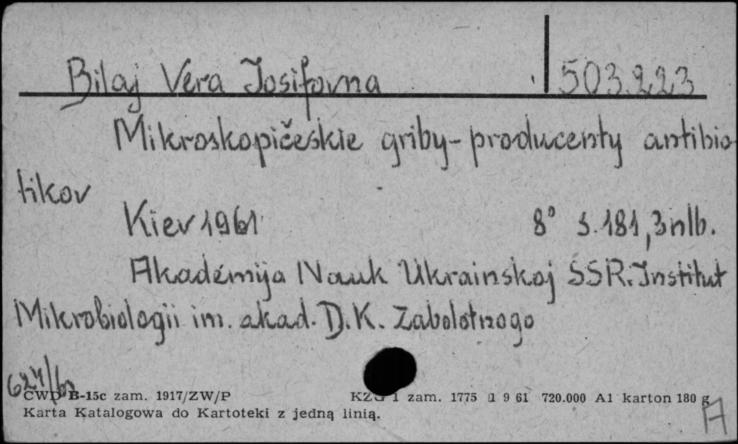 Bilaj Vera Josifovna 503.223
Mikroskopičeskie griby-producenty antibio-
tikov
Kiev 1961 8° s. 181, 3 nlb.
Akademija Nauk Ukrainskoj SSR. Institut
Mikrobiologii im. akad. D.K. Zabolotnogo
CWD B-15c zam. 1917/ZW/P KZG 1 zam. 1775 9 61 720.000 A1 karton 180 g
Karta Katalogowa do Kartoteki z jedną linią.
A